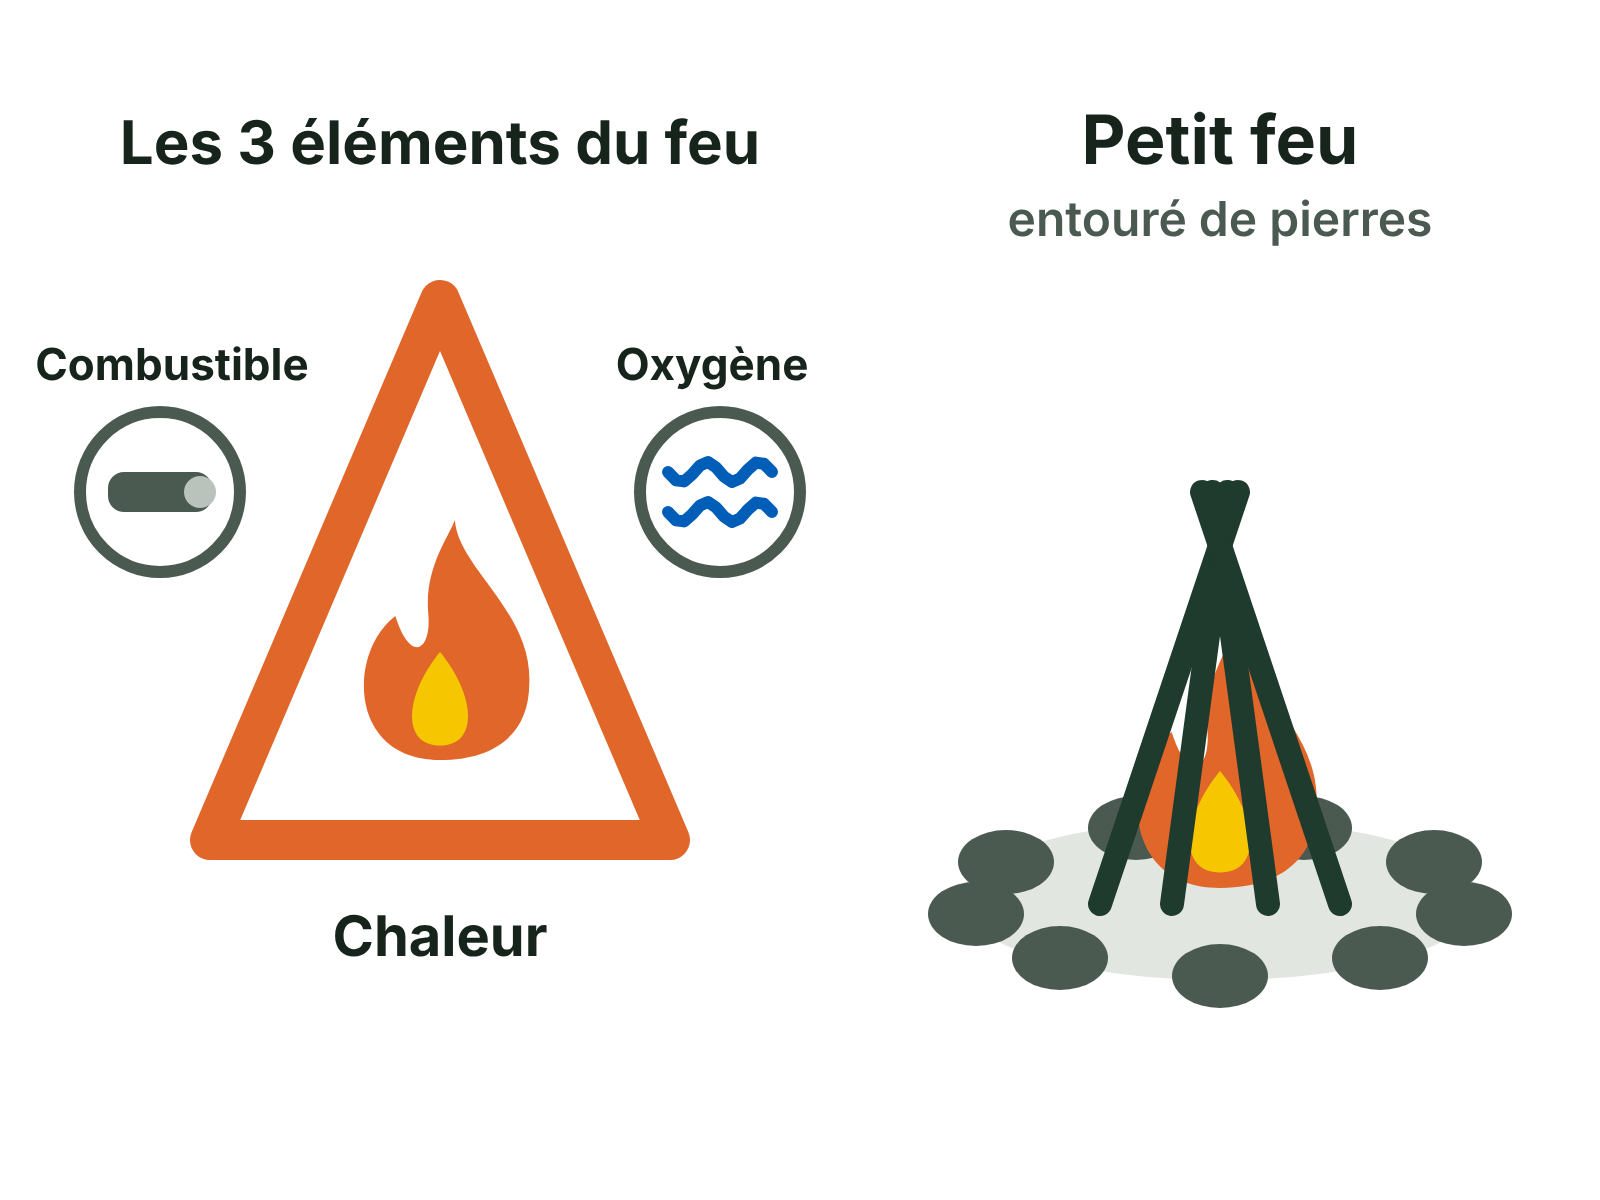 Les 3 éléments du feu
Combustible
Oxygène
Chaleur
Petit feu
entouré de pierres